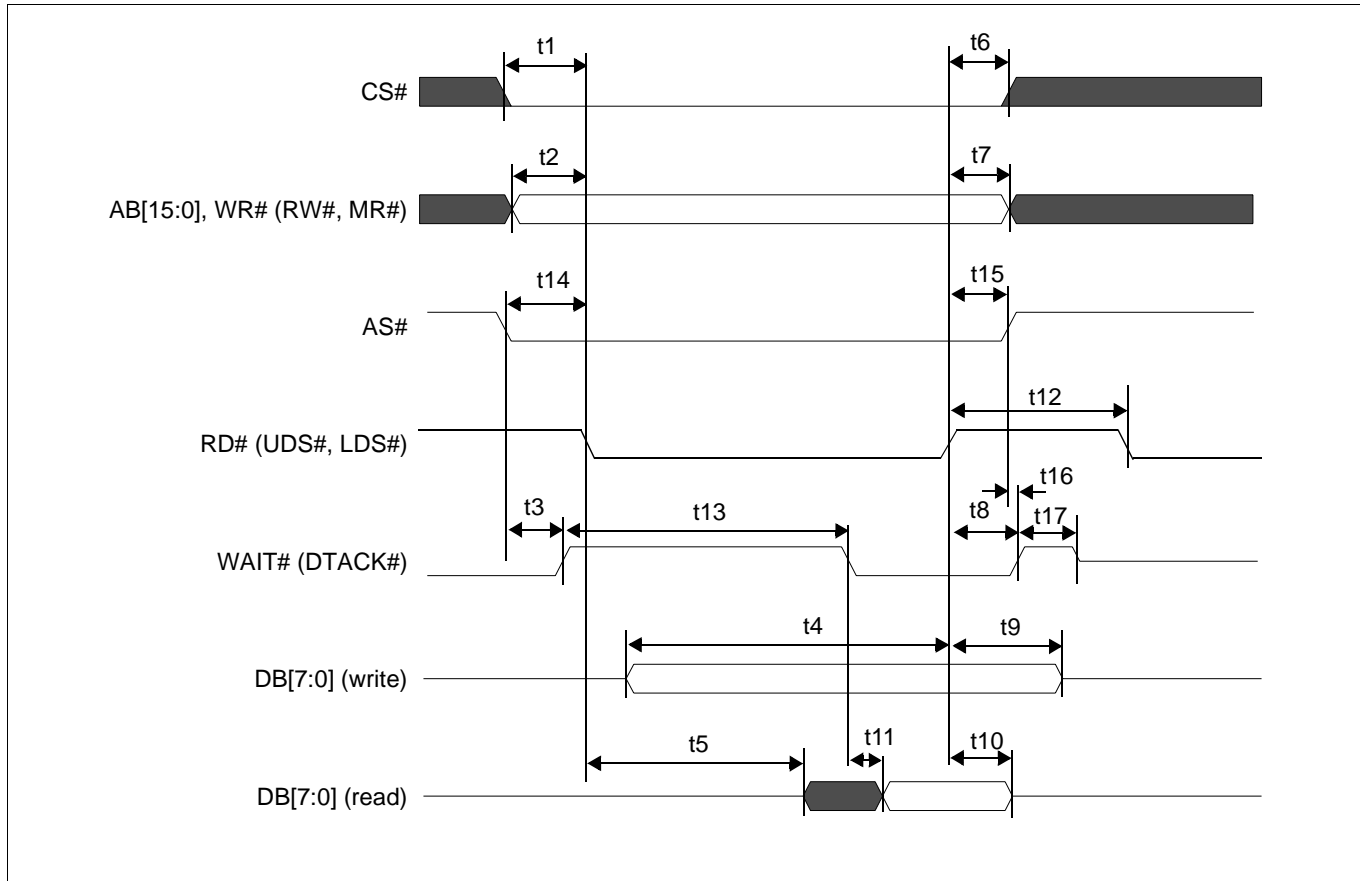 t1
t6
CS#
t2
t7
AB[15:0], WR# (RW#, MR#)
t14
t15
AS#
t12
RD# (UDS#, LDS#)
t16
t3
t13
t8
t17
WAIT# (DTACK#)
t4
t9
DB[7:0] (write)
t5
t11
t10
DB[7:0] (read)